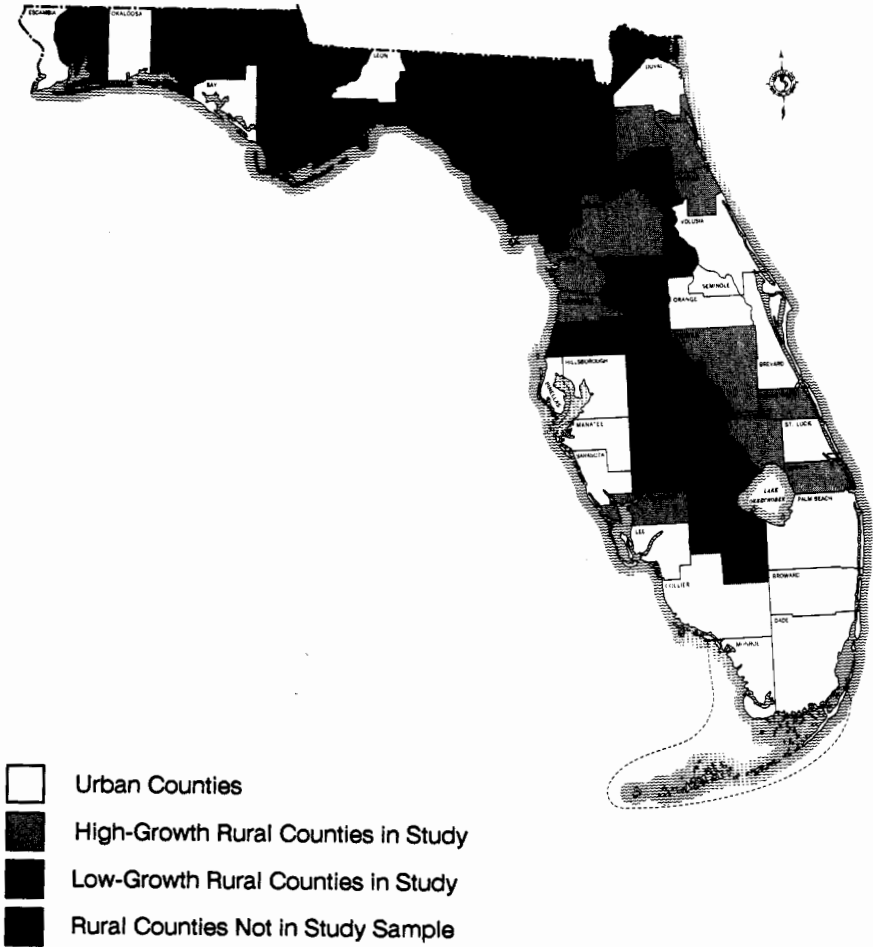 ESCAMBIA
OKALOOSA
LEON
BAY
DUVAL
VOLUSIA
SEMINOLE
ORANGE
BREVARD
HILLSBOROUGH
PINELLAS
MANATEE
ST. LUCIE
SARASOTA
LAKE
OKEECHOBEE
PALM BEACH
LEE
COLLIER
BROWARD
DADE
MONROE
Urban Counties
High-Growth Rural Counties in Study
Low-Growth Rural Counties in Study
Rural Counties Not in Study Sample